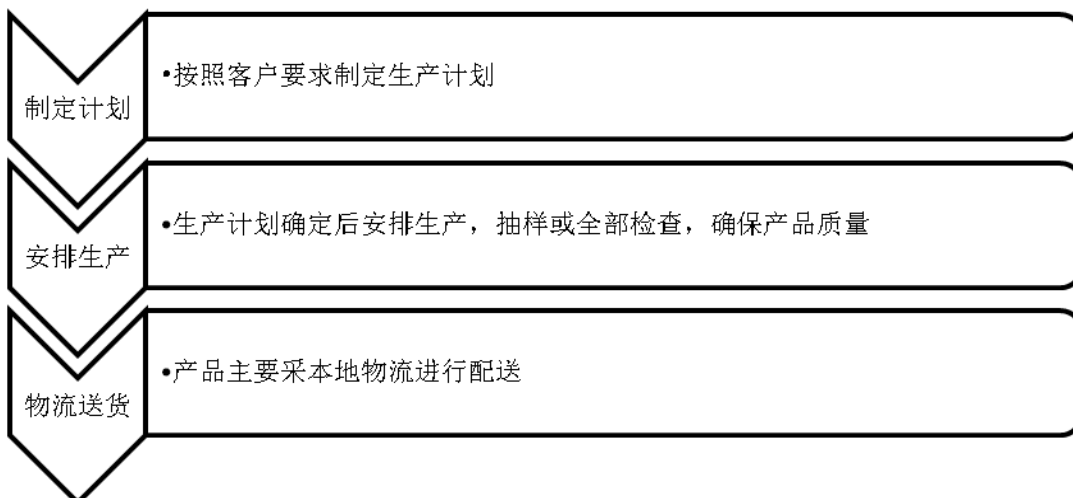 制定计划
•按照客户要求制定生产计划
安排生产
•生产计划确定后安排生产，抽样或全部检查，确保产品质量
物流送货
•产品主要采本地物流进行配送